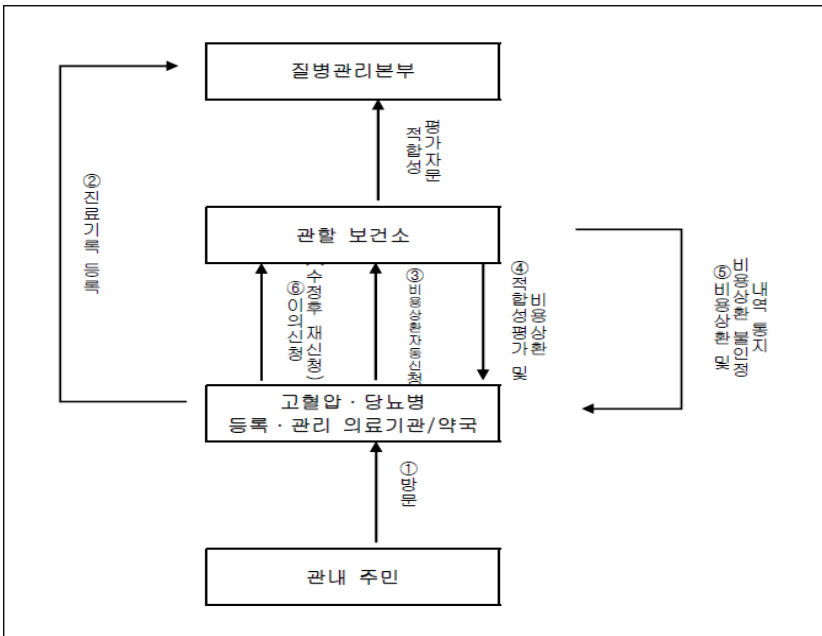 질병관리본부
적합성
평가자문
②진료기록 등록
관할 보건소
⑥이의신청
(수정후 재신청)
③비용상환자동신청
④적합성평가 및
비용상환
⑤비용상환 및
비용상환 불인정
내역 통지
고혈압 · 당뇨병
등록 · 관리 의료기관/약국
①방문
관내 주민